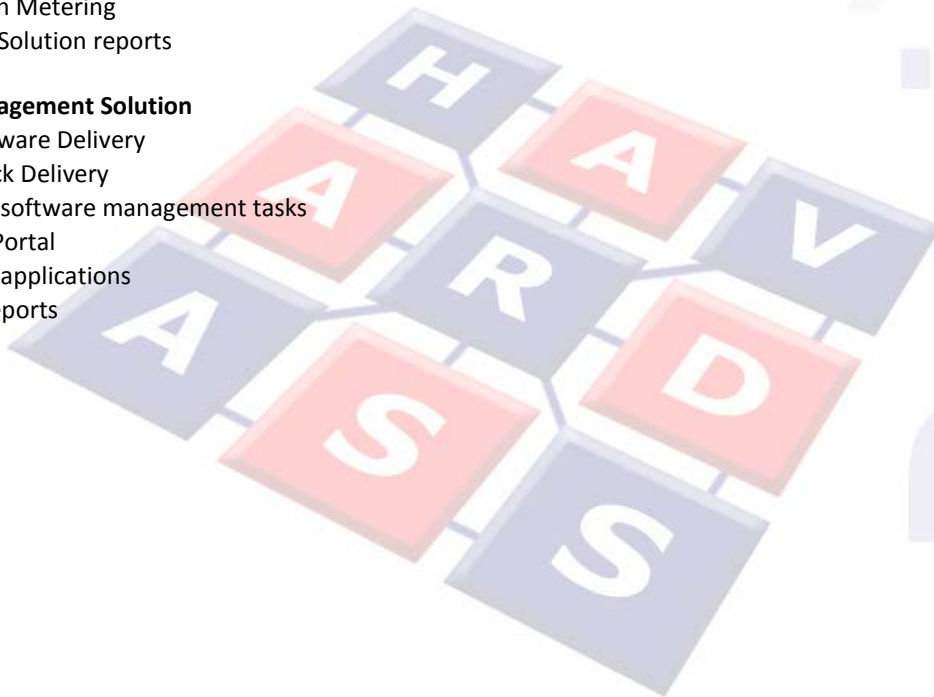 n Metering
Solution reports
agement Solution
ware Delivery
ck Delivery
software management tasks
Portal
applications
ports
H A V
A R D
A S S